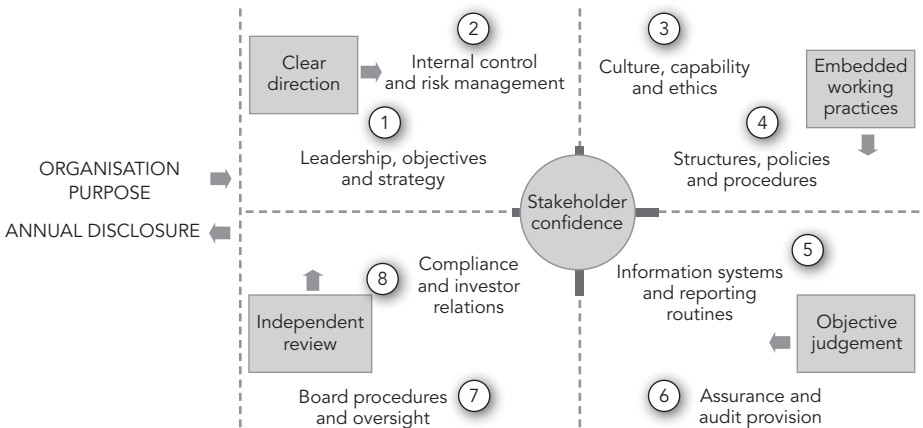 2
3
Clear
direction
Internal control
and risk management
Culture, capability
and ethics
Embedded
working
practices
1
4
Leadership, objectives
and strategy
Structures, policies
and procedures
ORGANISATION
PURPOSE
Stakeholder
confidence
ANNUAL DISCLOSURE
5
8
Compliance
and investor
relations
Information systems
and reporting
routines
Independent
review
Objective
judgement
Board procedures
and oversight
7
6
Assurance and
audit provision